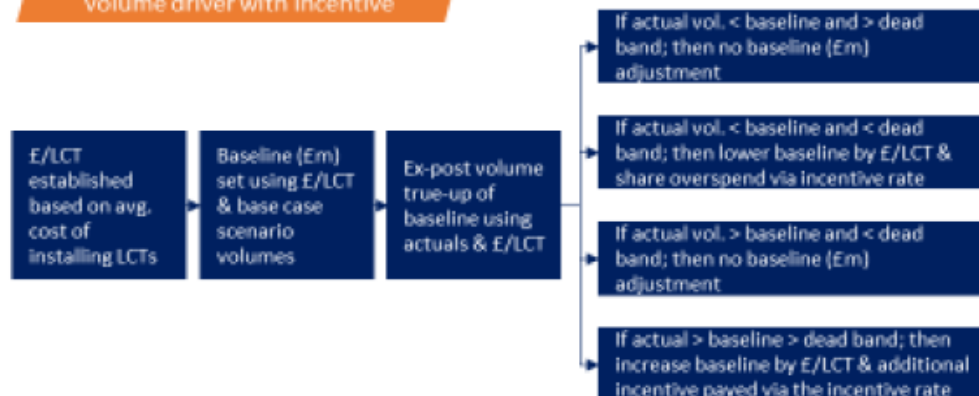 volume driver with incentive
£/LCT
established
based on avg.
cost of
installing LCTs
Baseline (£m)
set using £/LCT
& base case
scenario
volumes
Ex-post volume
true-up of
baseline using
actuals & £/LCT
If actual vol. < baseline and > dead
band; then no baseline (£m)
adjustment
If actual vol. < baseline and < dead
band; then lower baseline by £/LCT &
share overspend via incentive rate
If actual vol. > baseline and < dead
band; then no baseline (£m)
adjustment
If actual > baseline > dead band; then
increase baseline by £/LCT & additional
incentive payed via the incentive rate